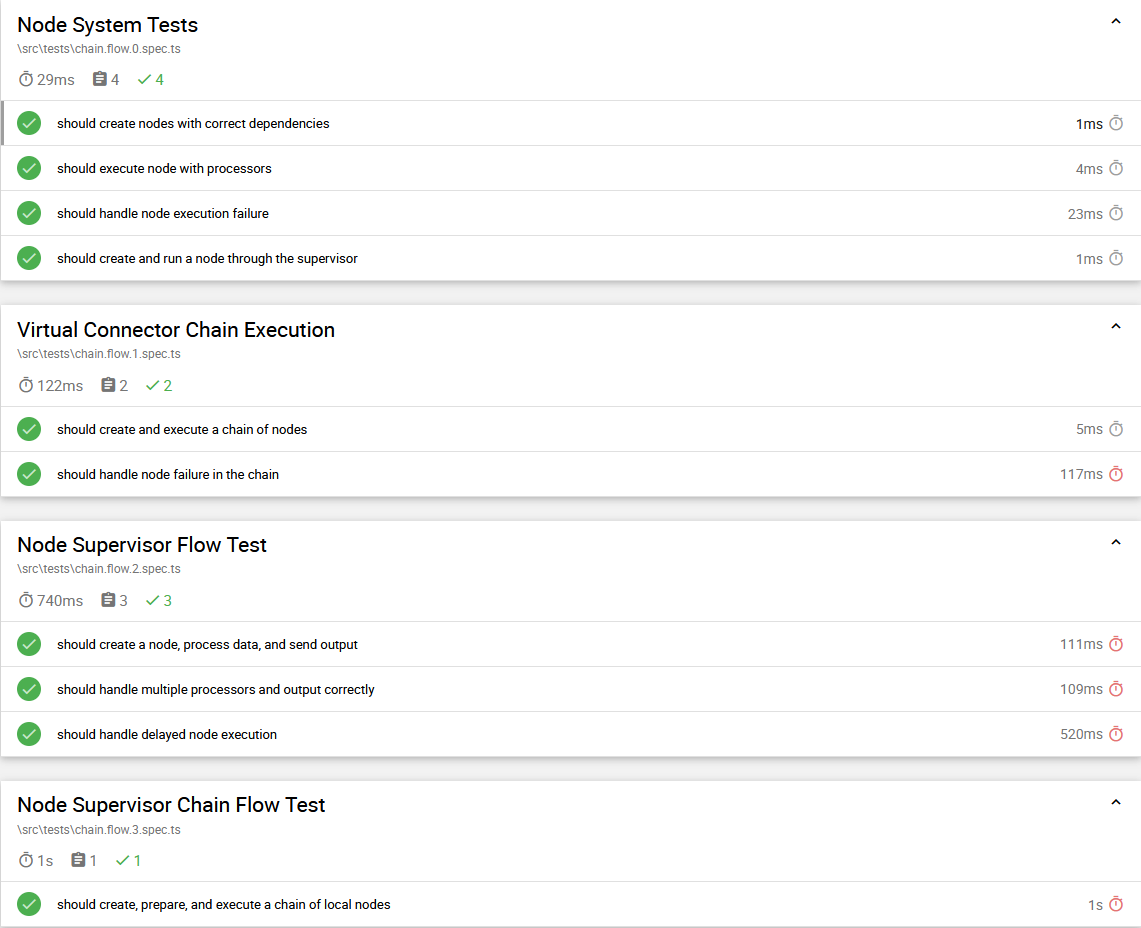 Node System Tests
\src\tests\chain.flow.0.spec.ts
29ms 4 4
should create nodes with correct dependencies 1ms
should execute node with processors 4ms
should handle node execution failure 23ms
should create and run a node through the supervisor 1ms
Virtual Connector Chain Execution
\src\tests\chain.flow.1.spec.ts
122ms 2 2
should create and execute a chain of nodes 5ms
should handle node failure in the chain 117ms
Node Supervisor Flow Test
\src\tests\chain.flow.2.spec.ts
740ms 3 3
should create a node, process data, and send output 111ms
should handle multiple processors and output correctly 109ms
should handle delayed node execution 520ms
Node Supervisor Chain Flow Test
\src\tests\chain.flow.3.spec.ts
1s 1 1
should create, prepare, and execute a chain of local nodes 1s